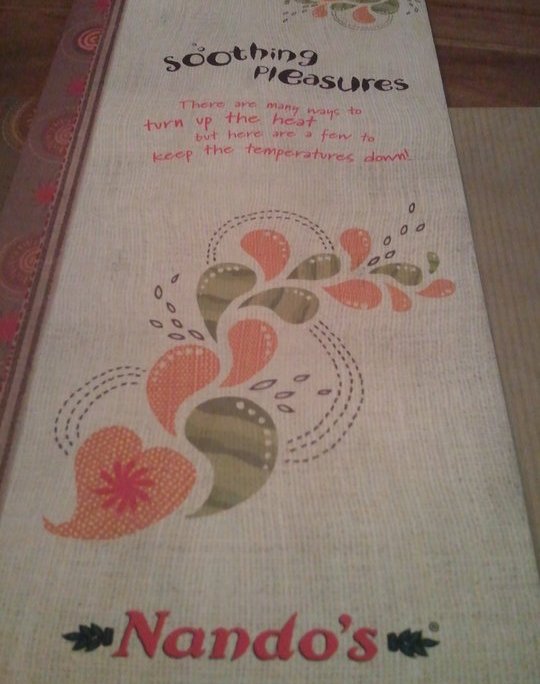 soothing
Pleasures
There are many ways to
turn up the heat
but here are a few to
keep the temperatures down!
Nando's®